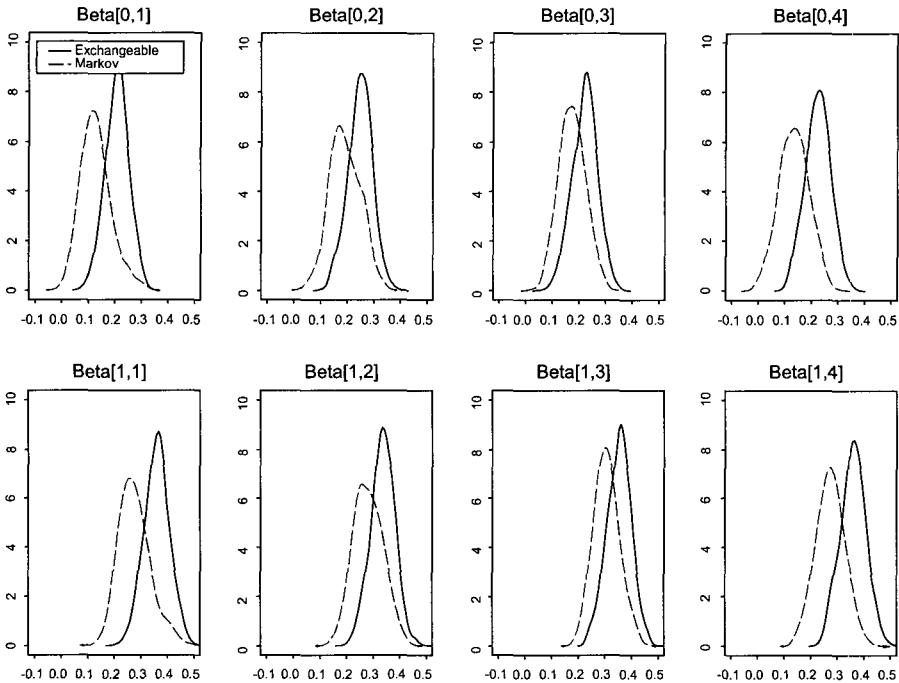 Beta[0,1] Beta[0,2] Beta[0,3] Beta[0,4]
Exchangeable
Markov
10 10 10 10
8 8 8 8
6 6 6 6
4 4 4 4
2 2 2 2
0 0 0 0
-0.1 0.0 0.1 0.2 0.3 0.4 0.5 -0.1 0.0 0.1 0.2 0.3 0.4 0.5 -0.1 0.0 0.1 0.2 0.3 0.4 0.5 -0.1 0.0 0.1 0.2 0.3 0.4 0.5
Beta[1,1] Beta[1,2] Beta[1,3] Beta[1,4]
10 10 10 10
8 8 8 8
6 6 6 6
4 4 4 4
2 2 2 2
0 0 0 0
-0.1 0.0 0.1 0.2 0.3 0.4 0.5 -0.1 0.0 0.1 0.2 0.3 0.4 0.5 -0.1 0.0 0.1 0.2 0.3 0.4 0.5 -0.1 0.0 0.1 0.2 0.3 0.4 0.5